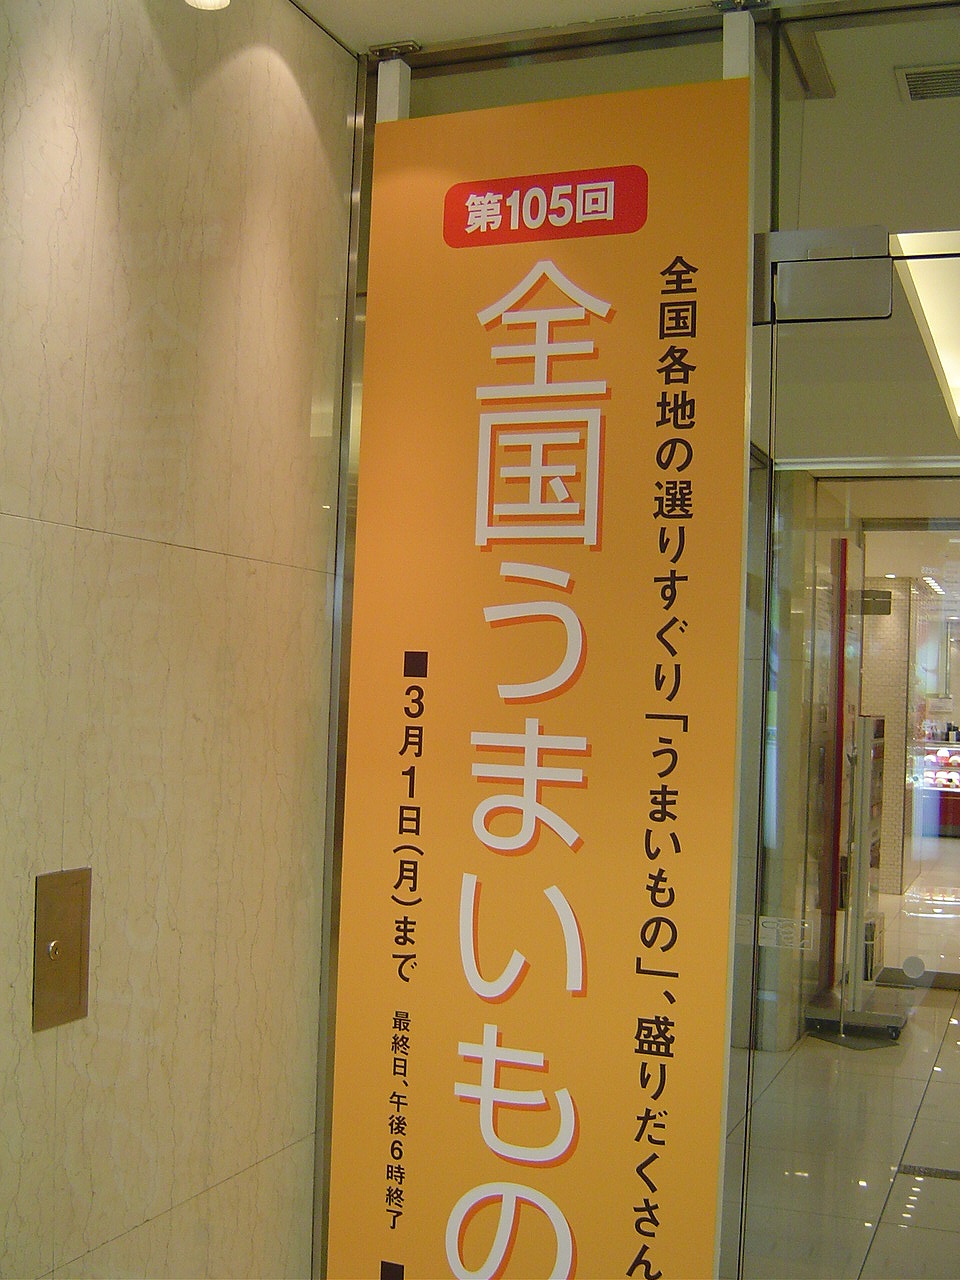 第105回
全国各地の選りすぐり「うまいもの」、盛りだくさん
全国うまいもの
■3月1日(月)まで 最終日、午後6時終了
■